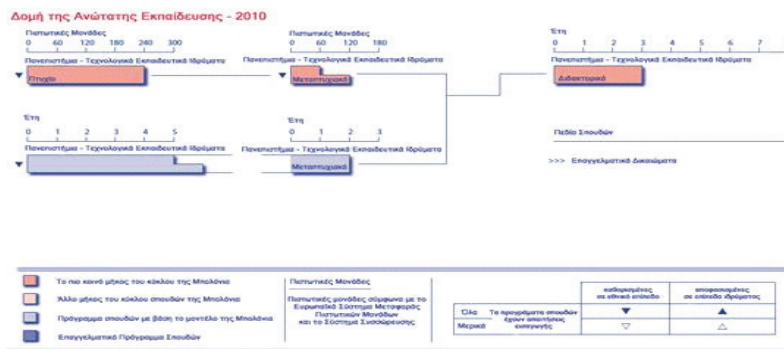 Δομή της Ανώτατης Εκπαίδευσης - 2010
Πιστωτικές Μονάδες
0 60 120 180 240 300
Πανεπιστήμια - Τεχνολογικά Εκπαιδευτικά Ιδρύματα
Πτυχίο
Πιστωτικές Μονάδες
0 60 120 180
Πανεπιστήμια - Τεχνολογικά Εκπαιδευτικά Ιδρύματα
Μεταπτυχιακό
Έτη
0 1 2 3 4 5 6 7
Πανεπιστήμια - Τεχνολογικά Εκπαιδευτικά Ιδρύματα
Διδακτορικό
Έτη
0 1 2 3 4 5
Πανεπιστήμια - Τεχνολογικά Εκπαιδευτικά Ιδρύματα
Έτη
0 1 2 3
Πανεπιστήμια - Τεχνολογικά Εκπαιδευτικά Ιδρύματα
Μεταπτυχιακό
Πεδία Σπουδών
>>> Επαγγελματικά Δικαιώματα
Το πιο κοινό μήκος του κύκλου της Μπολόνια
Άλλο μήκος του κύκλου σπουδών της Μπολόνια
Πρόγραμμα σπουδών με βάση το μοντέλο της Μπολόνια
Επαγγελματικό Πρόγραμμα Σπουδών
Πιστωτικές Μονάδες
Πιστωτικές μονάδες σύμφωνα με το
Ευρωπαϊκό Σύστημα Μεταφοράς
Πιστωτικών Μονάδων
και το Σύστημα Συσσώρευσης
καθορισμένος
σε εθνικό επίπεδο
αποφασισμένος
σε επίπεδο ιδρύματος
Όλα
Μερικά
Τα προγράμματα σπουδών
έχουν απαιτήσεις
εισαγωγής